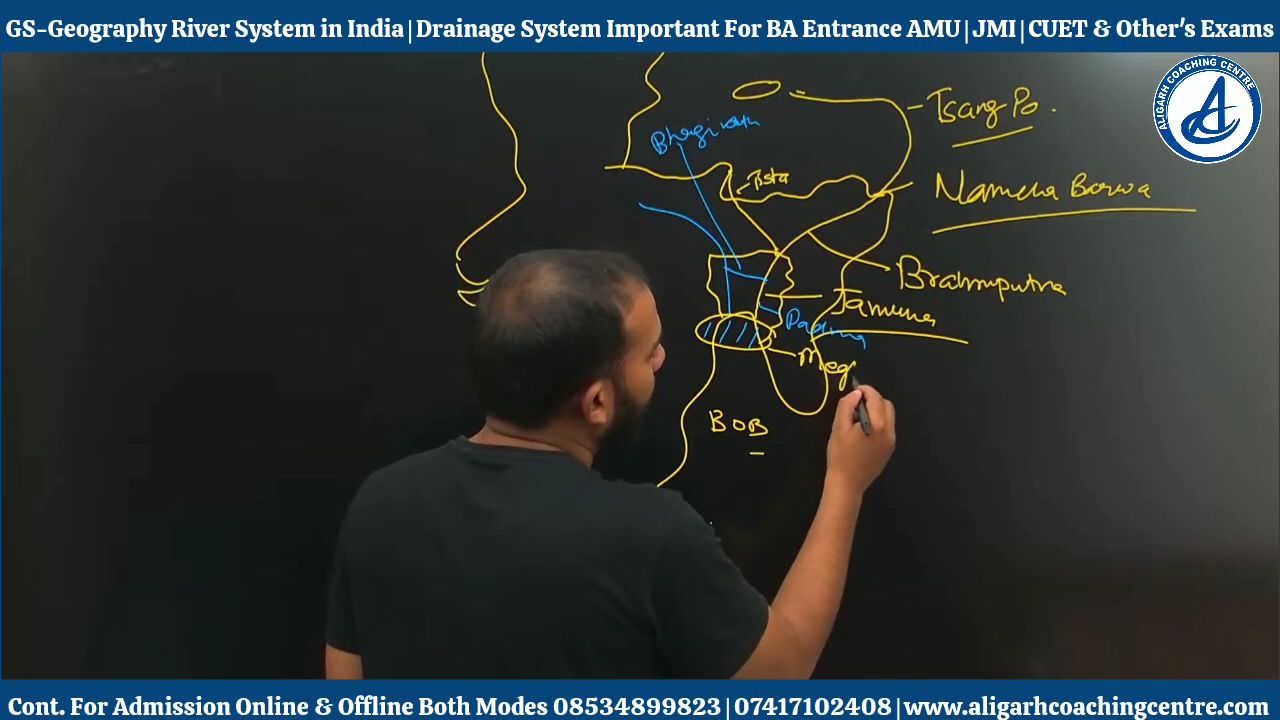 GS-Geography River System in India|Drainage System Important For BA Entrance AMU|JMI|CUET & Other's Exams
ALIGARH COACHING CENTRE
A
Tsang Po.
Bhagirath
Tista
Namcha Barwa
Brahmputra
Jamuna
Padma
Meg
BOB
Cont. For Admission Online & Offline Both Modes 08534899823|07417102408|www.aligarhcoachingcentre.com